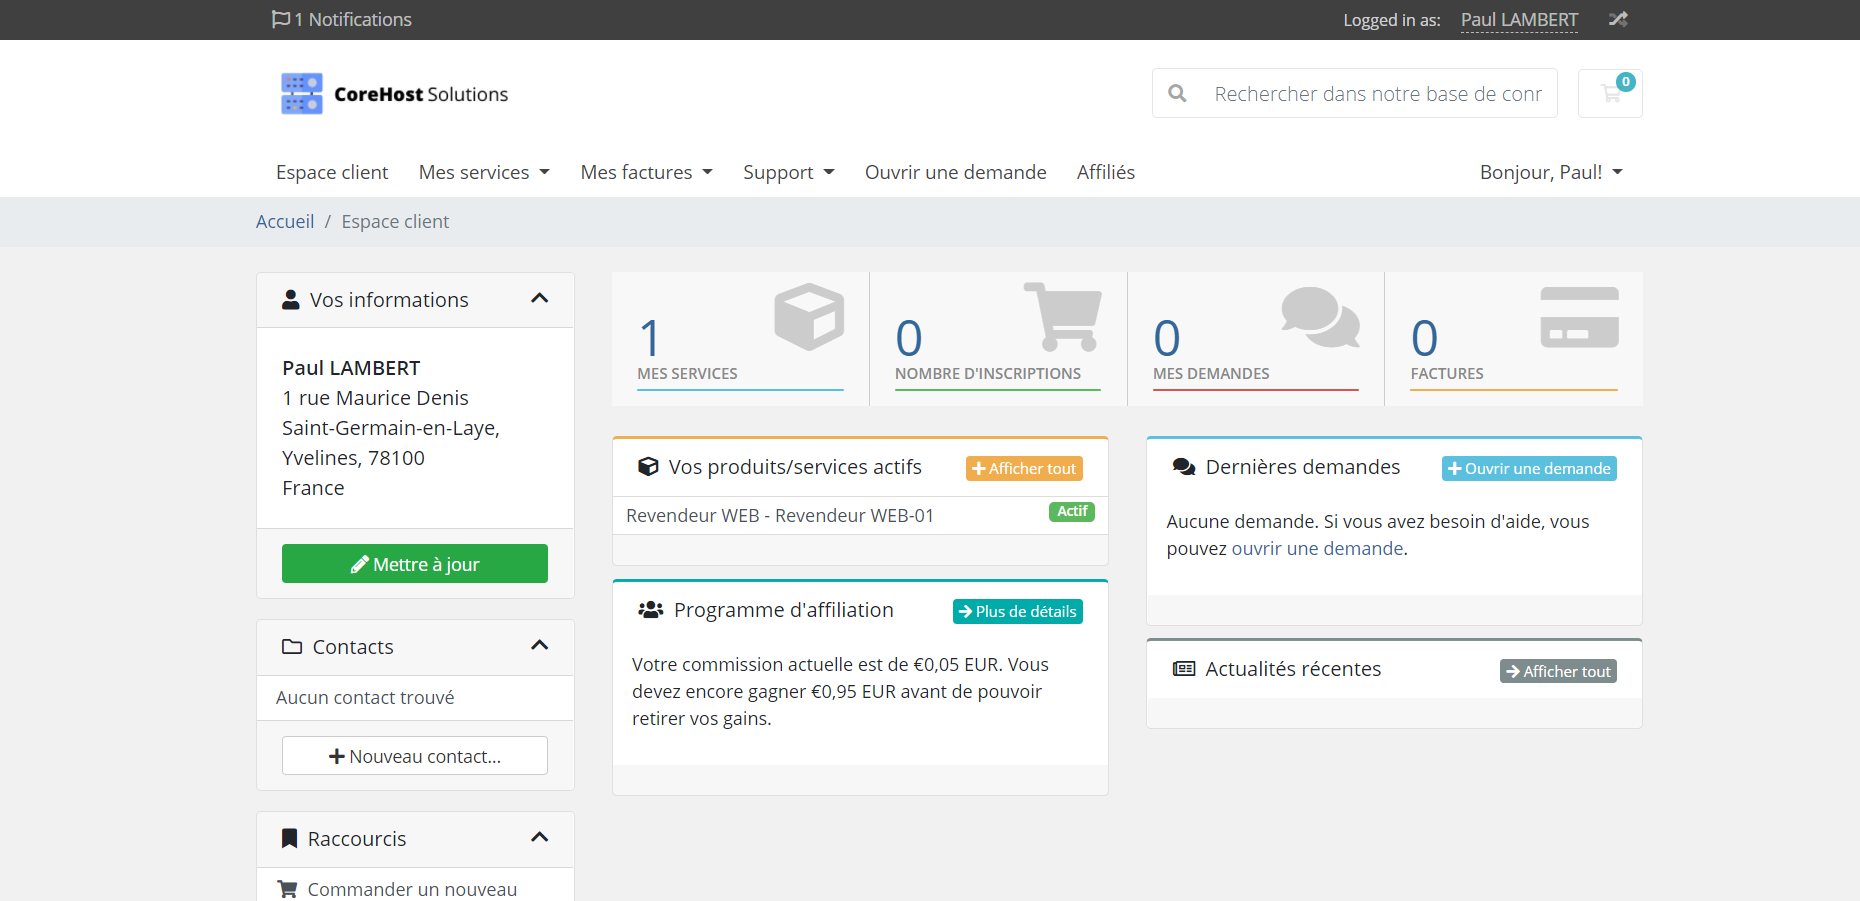 1 Notifications
Logged in as: Paul LAMBERT
CoreHost Solutions
Rechercher dans notre base de conr
0
Espace client Mes services Mes factures Support Ouvrir une demande Affiliés Bonjour, Paul!
Accueil / Espace client
Vos informations
Paul LAMBERT
1 rue Maurice Denis
Saint-Germain-en-Laye,
Yvelines, 78100
France
Mettre à jour
Contacts
Aucun contact trouvé
Nouveau contact...
Raccourcis
Commander un nouveau
1
MES SERVICES
0
NOMBRE D'INSCRIPTIONS
0
MES DEMANDES
0
FACTURES
Vos produits/services actifs
Afficher tout
Revendeur WEB - Revendeur WEB-01
Actif
Programme d'affiliation
Plus de détails
Votre commission actuelle est de €0,05 EUR. Vous
devez encore gagner €0,95 EUR avant de pouvoir
retirer vos gains.
Dernières demandes
Ouvrir une demande
Aucune demande. Si vous avez besoin d'aide, vous
pouvez ouvrir une demande.
Actualités récentes
Afficher tout